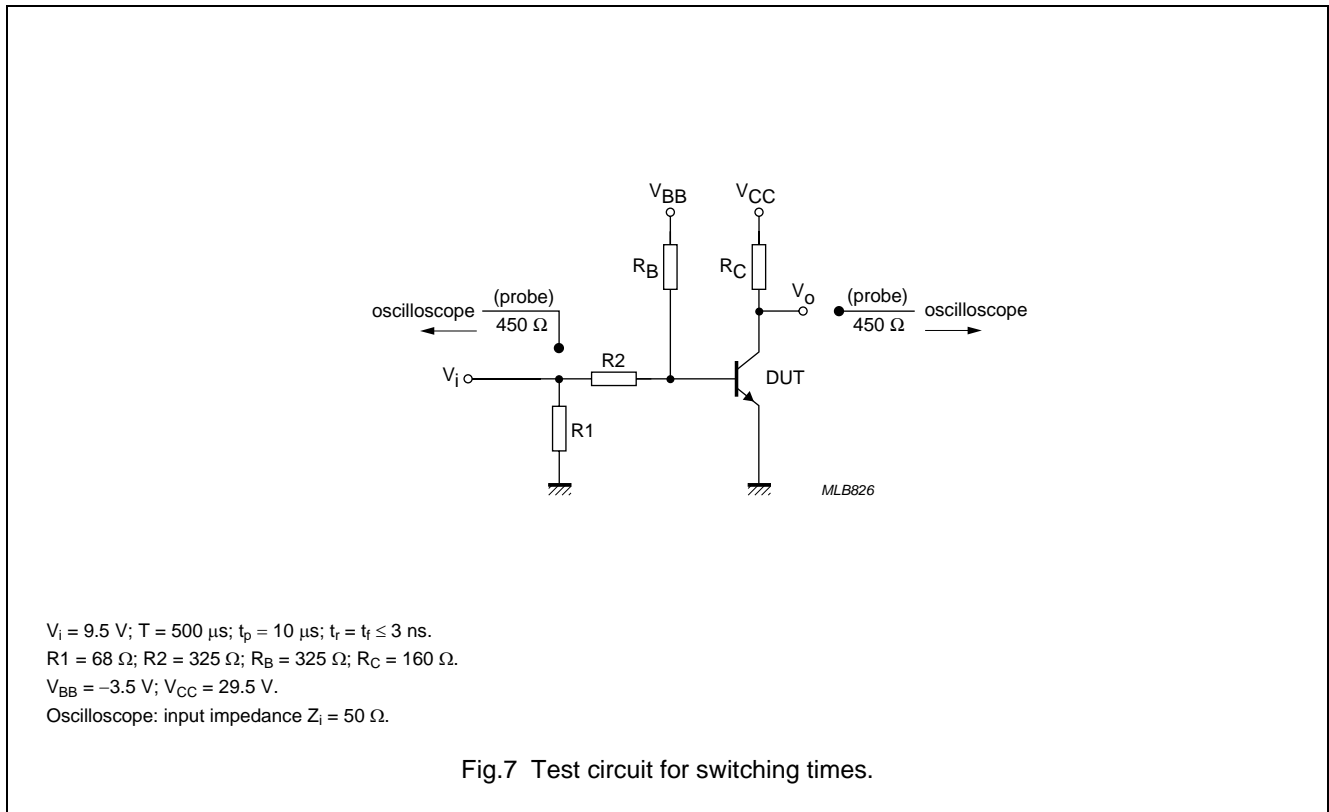 V_BB V_CC
R_B R_C
V_o
oscilloscope (probe) 450 Ω
(probe) 450 Ω oscilloscope
R2
V_i
DUT
R1
MLB826
V_i = 9.5 V; T = 500 μs; t_p = 10 μs; t_r = t_f ≤ 3 ns.
R1 = 68 Ω; R2 = 325 Ω; R_B = 325 Ω; R_C = 160 Ω.
V_BB = −3.5 V; V_CC = 29.5 V.
Oscilloscope: input impedance Z_i = 50 Ω.
Fig.7 Test circuit for switching times.